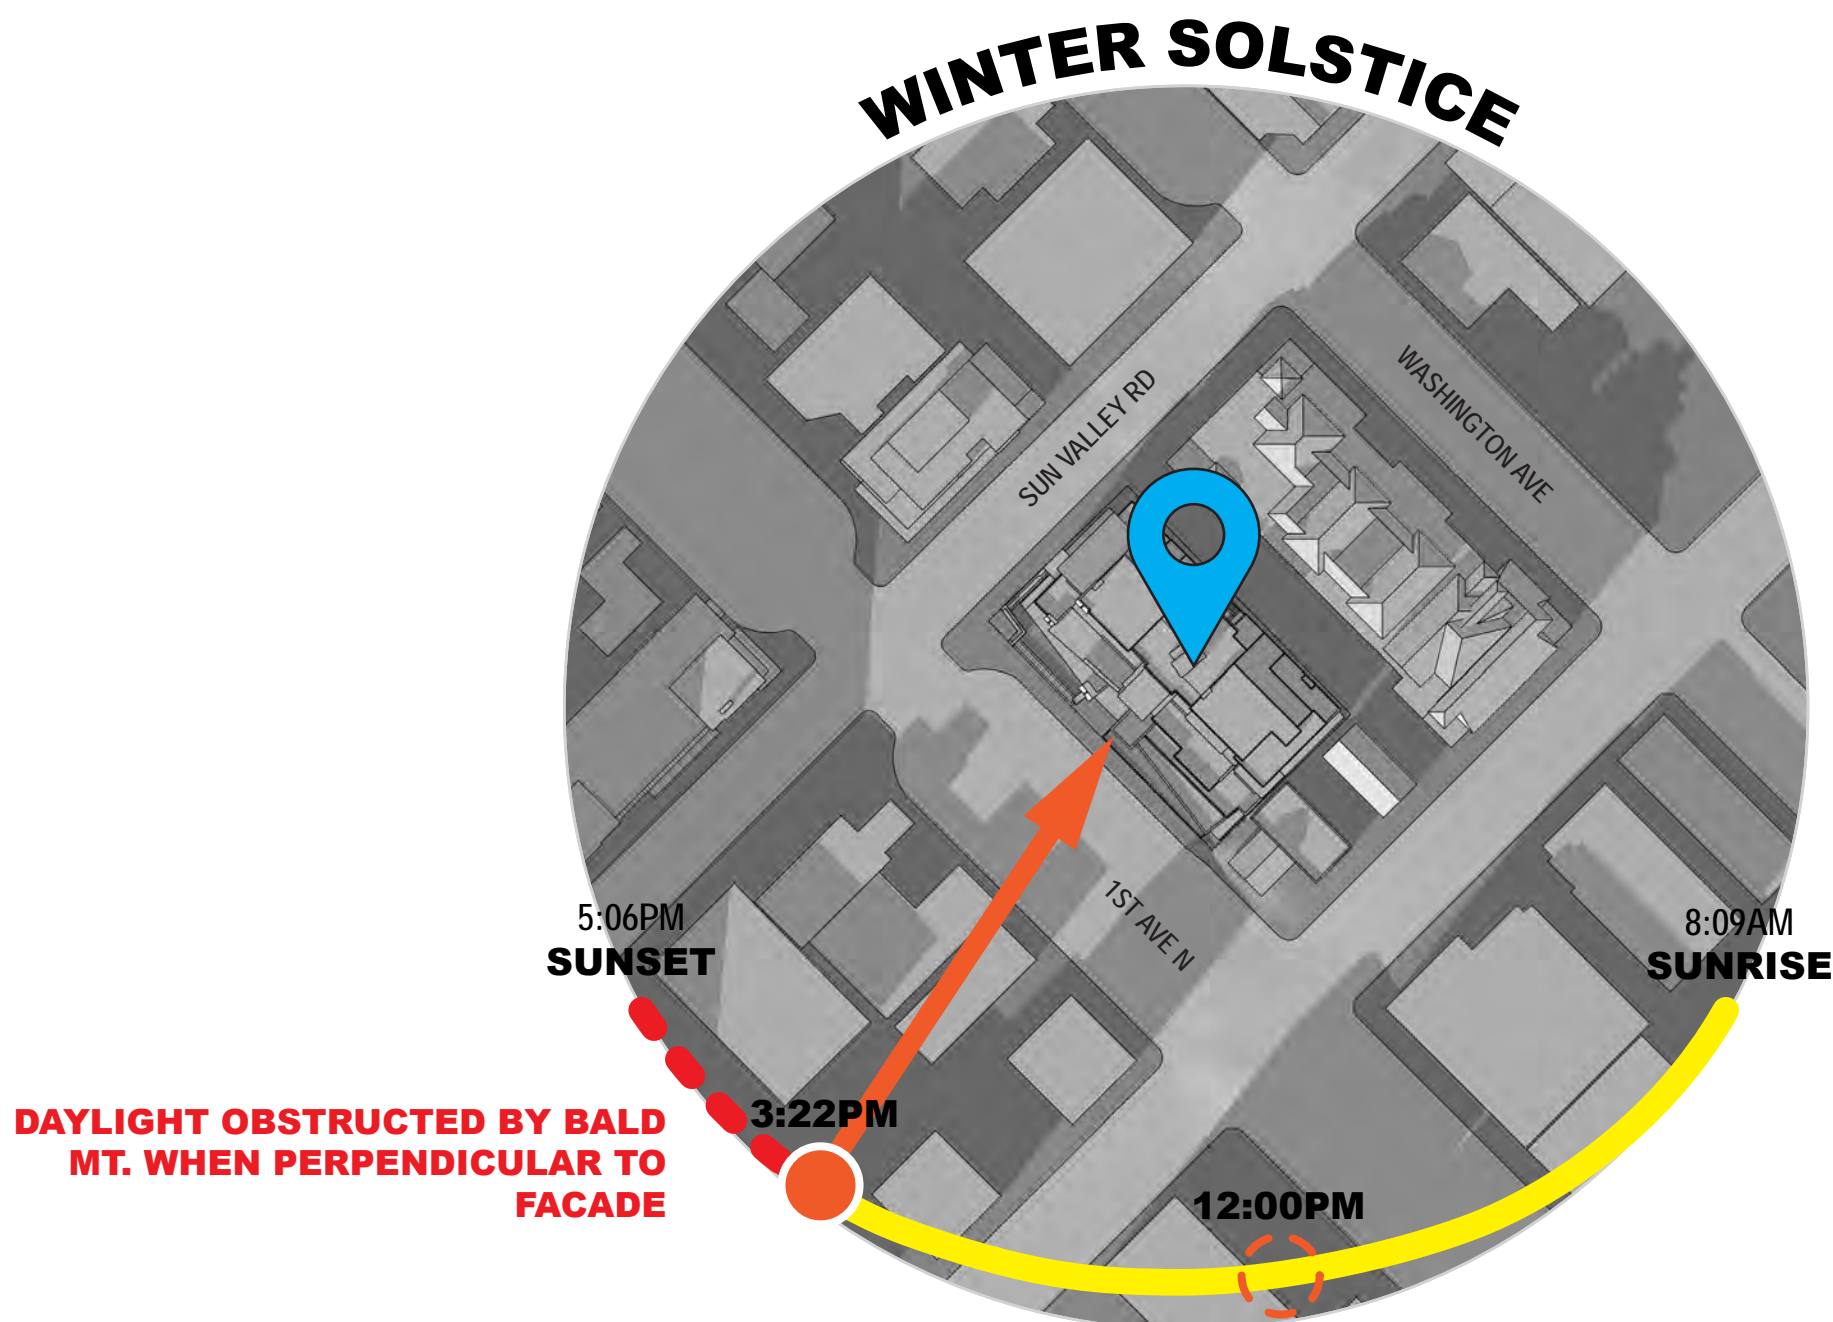 WINTER SOLSTICE
WASHINGTON AVE
SUN VALLEY RD
1ST AVE N
5:06PM
SUNSET
8:09AM
SUNRISE
3:22PM
DAYLIGHT OBSTRUCTED BY BALD
MT. WHEN PERPENDICULAR TO
FACADE
12:00PM